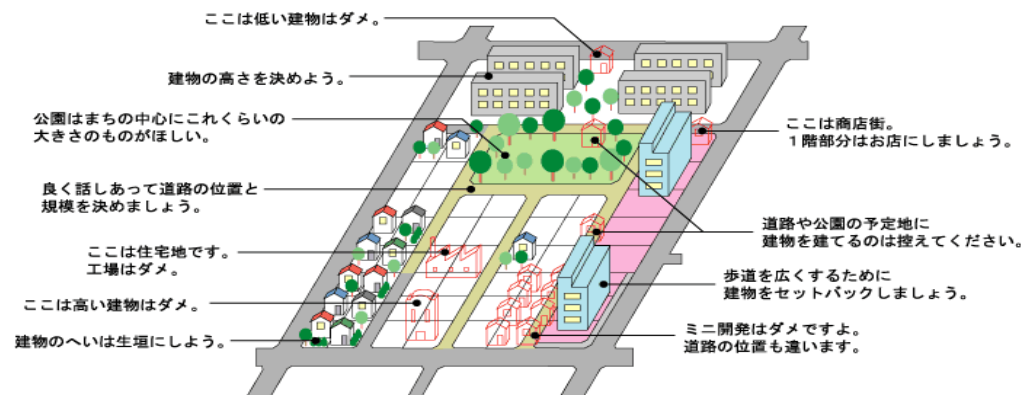 ここは低い建物はダメ。
建物の高さを決めよう。
公園はまちの中心にこれくらいの
大きさのものがほしい。
良く話しあって道路の位置と
規模を決めましょう。
ここは住宅地です。
工場はダメ。
ここは高い建物はダメ。
建物のへいは生垣にしよう。
ここは商店街。
１階部分はお店にしましょう。
道路や公園の予定地に
建物を建てるのは控えてください。
歩道を広くするために
建物をセットバックしましょう。
ミニ開発はダメですよ。
道路の位置も違います。